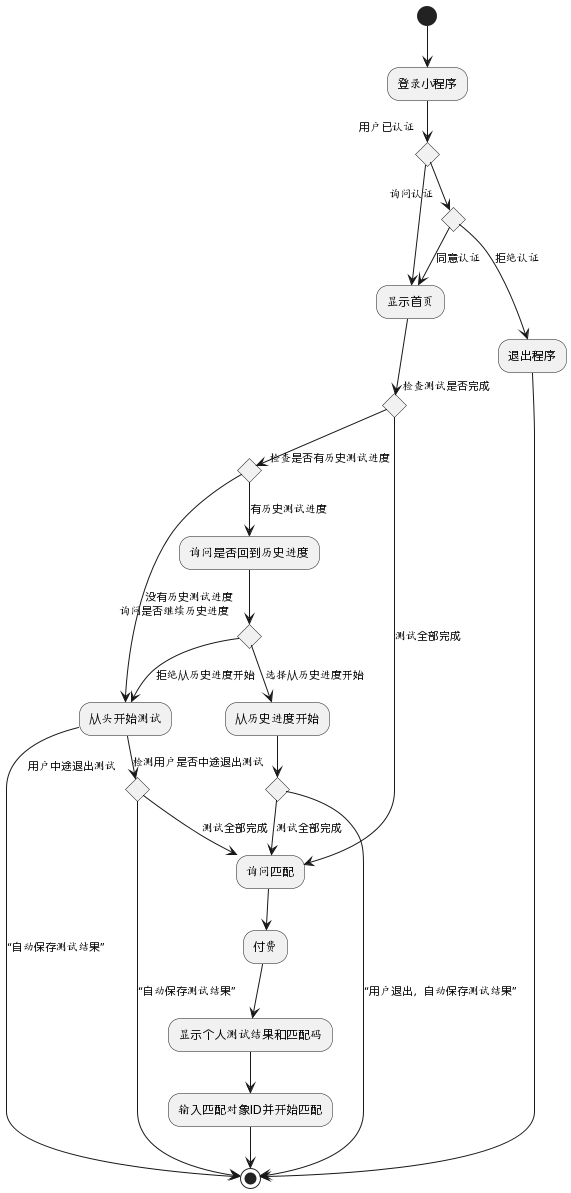 登录小程序
用户已认证
询问认证
同意认证
拒绝认证
显示首页
退出程序
检查测试是否完成
检查是否有历史测试进度
有历史测试进度
询问是否回到历史进度
没有历史测试进度
询问是否继续历史进度
测试全部完成
拒绝从历史进度开始
选择从历史进度开始
从头开始测试
从历史进度开始
用户中途退出测试
检测用户是否中途退出测试
测试全部完成
测试全部完成
询问匹配
付费
“自动保存测试结果”
“自动保存测试结果”
“用户退出，自动保存测试结果”
显示个人测试结果和匹配码
输入匹配对象ID并开始匹配